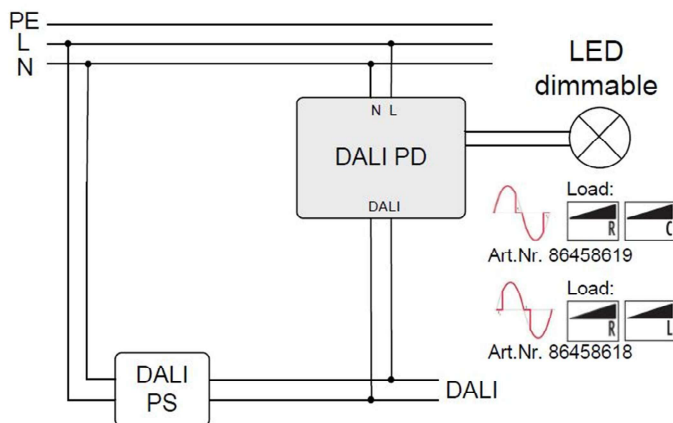 PE
L
N
LED
dimmable
N L
DALI PD
DALI
Load:
R
C
Art.Nr. 86458619
Load:
R
L
Art.Nr. 86458618
DALI
PS
DALI